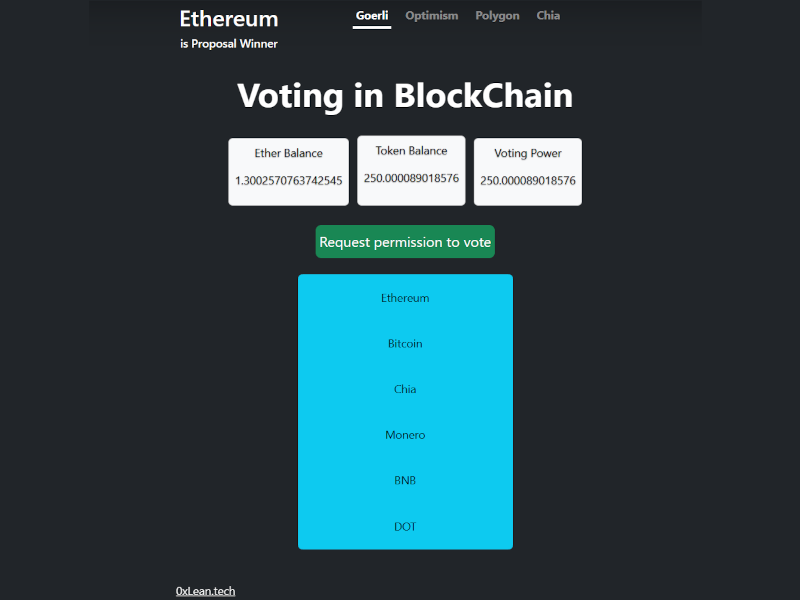 Ethereum
is Proposal Winner
Goerli Optimism Polygon Chia
Voting in BlockChain
Ether Balance
1.3002570763742545
Token Balance
250.000089018576
Voting Power
250.000089018576
Request permission to vote
Ethereum
Bitcoin
Chia
Monero
BNB
DOT
0xLean.tech